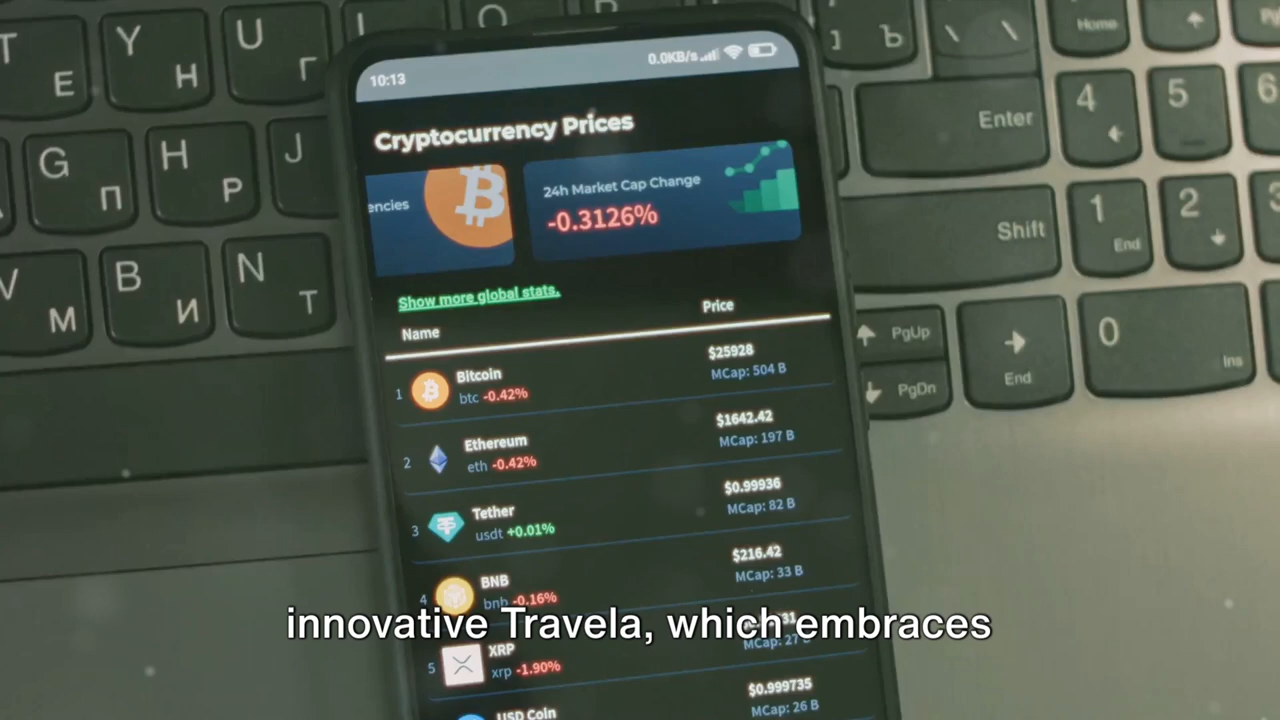 T Y U I O P
Е Н Г
] Ъ \ \ Home
G H J
П Р
V B N
М И Т
Enter 4 5 6
Shift 1 End 2 3
PgUp
PgDn
End
0 Ins
10:13 0.0KB/s
Cryptocurrency Prices
encies
24h Market Cap Change
-0.3126%
Show more global stats.
Name Price
1 Bitcoin $25928
btc -0.42% MCap: 504 B
2 Ethereum $1642.42
eth -0.42% MCap: 197 B
3 Tether $0.99936
usdt +0.01% MCap: 82 B
4 BNB $216.42
bnb -0.16% MCap: 33 B
5 XRP
xrp -1.90% MCap: 27
USD Coin $0.999735
MCap: 26 B
innovative Travela, which embraces